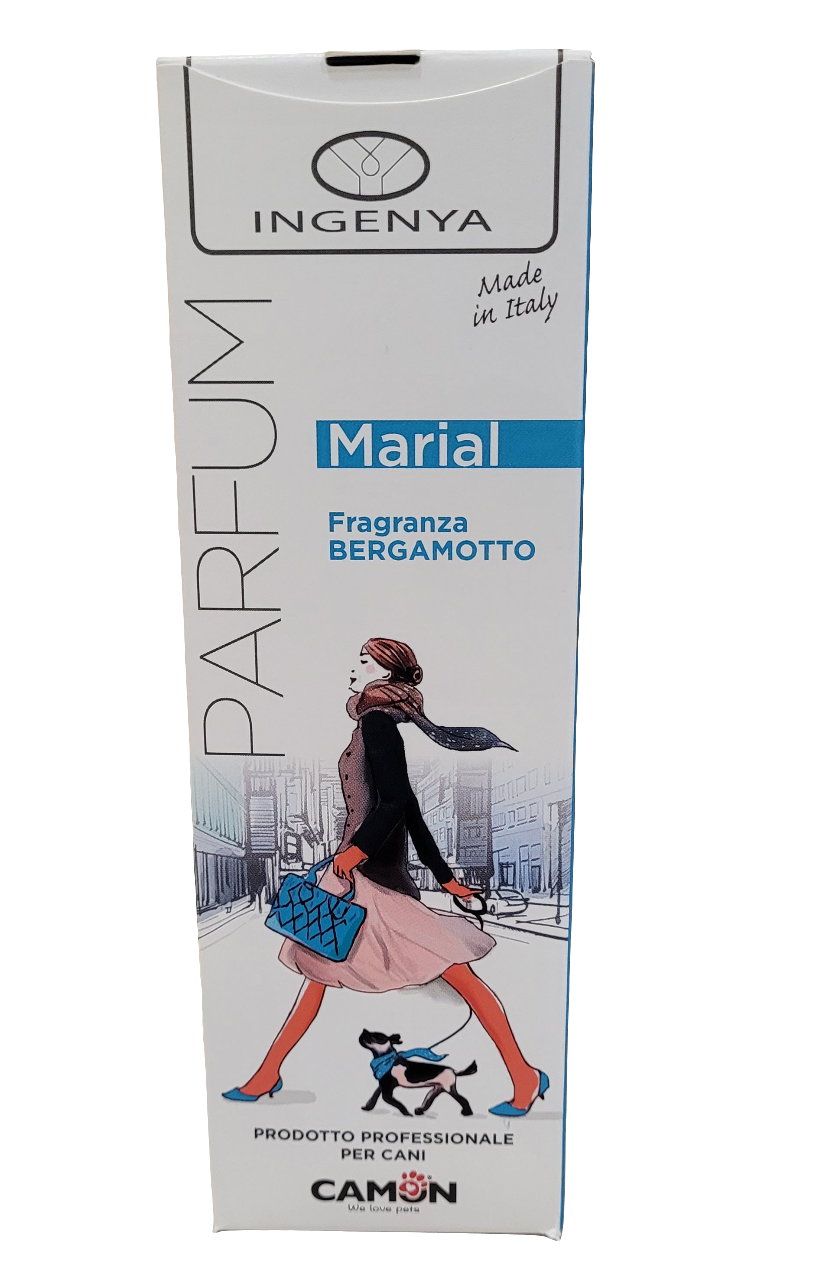 INGENYA
Made
in Italy
PARFUM
Marial
Fragranza
BERGAMOTTO
PRODOTTO PROFESSIONALE
PER CANI
CAMON
We love pets